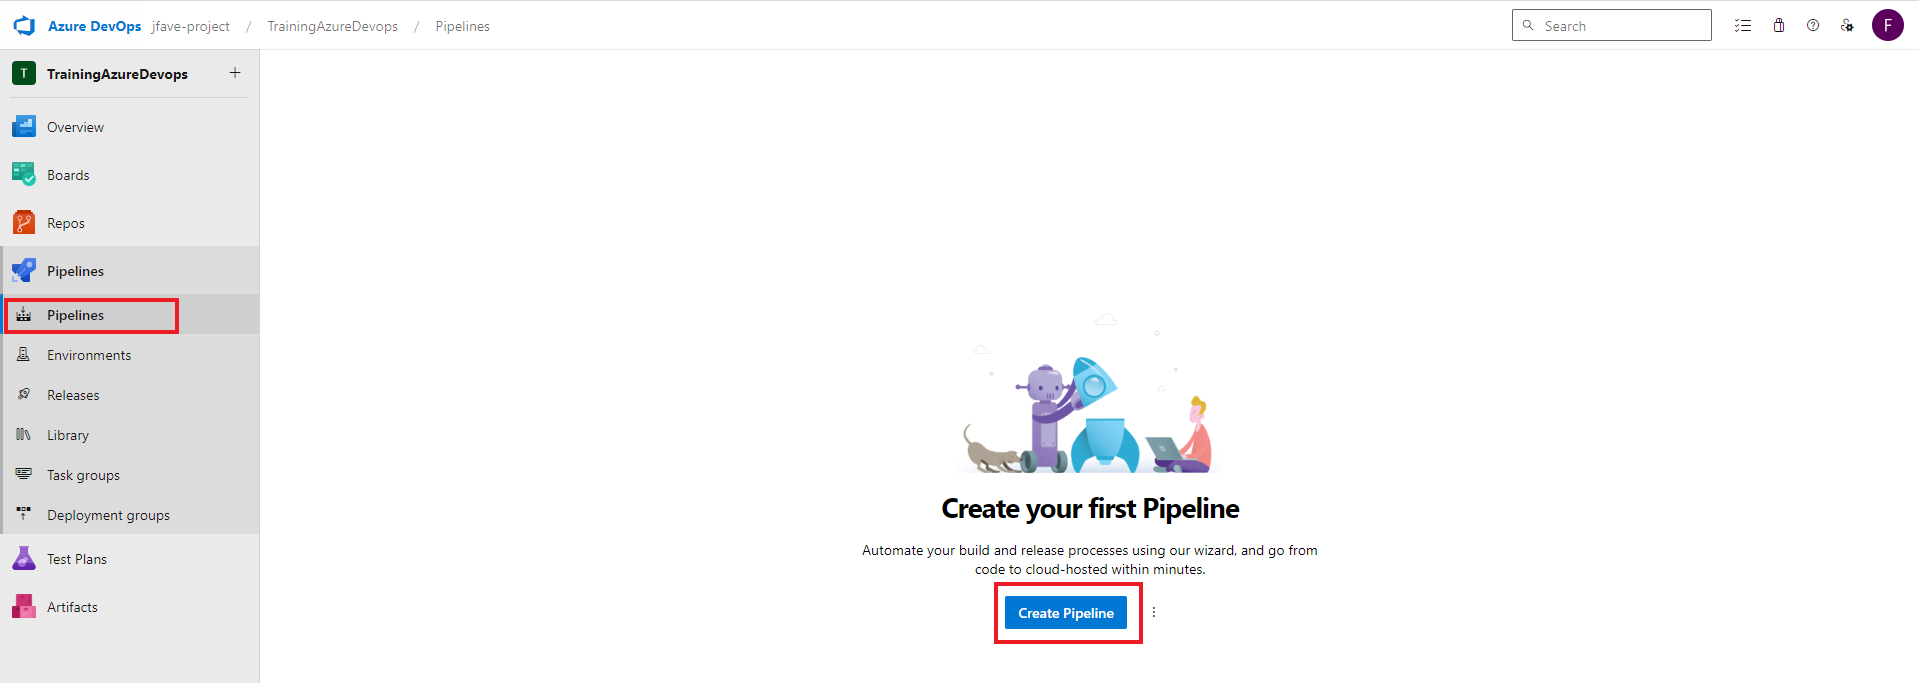 Azure DevOps jfave-project / TrainingAzureDevops / Pipelines
Search
F
T TrainingAzureDevops +
Overview
Boards
Repos
Pipelines
Pipelines
Environments
Releases
Library
Task groups
Deployment groups
Test Plans
Artifacts
Create your first Pipeline
Automate your build and release processes using our wizard, and go from
code to cloud-hosted within minutes.
Create Pipeline